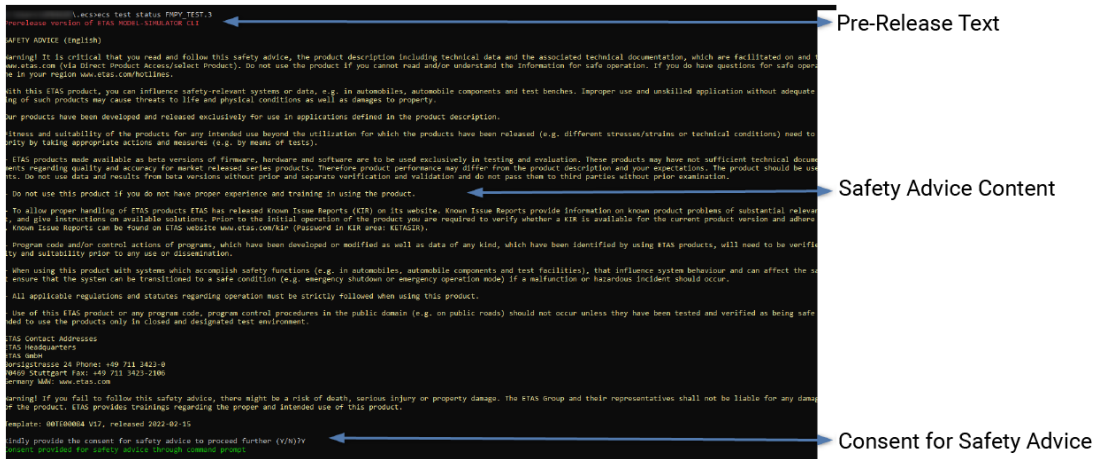 \.ecs>ecs test status FMPY_TEST.3
Prerelease version of ETAS MODEL-SIMULATOR CLI
Pre-Release Text
SAFETY ADVICE (English)
Warning! It is critical that you read and follow this safety advice, the product description including technical data and the associated technical documentation, which are facilitated on and
www.etas.com (via Direct Product Access/select Product). Do not use the product if you cannot read and/or understand the Information for safe operation. If you do have questions for safe opera
ne in your region www.etas.com/hotlines.
With this ETAS product, you can influence safety-relevant systems or data, e.g. in automobiles, automobile components and test benches. Improper use and unskilled application without adequate
ing of such products may cause threats to life and physical conditions as well as damages to property.
Our products have been developed and released exclusively for use in applications defined in the product description.
Fitness and suitability of the products for any intended use beyond the utilization for which the products have been released (e.g. different stresses/strains or technical conditions) need to
ority by taking appropriate actions and measures (e.g. by means of tests).
- ETAS products made available as beta versions of firmware, hardware and software are to be used exclusively in testing and evaluation. These products may have not sufficient technical docume
ments regarding quality and accuracy for market released series products. Therefore product performance may differ from the product description and your expectations. The product should be use
nts. Do not use data and results from beta versions without prior and separate verification and validation and do not pass them to third parties without prior examination.
- Do not use this product if you do not have proper experience and training in using the product.
Safety Advice Content
- To allow proper handling of ETAS products ETAS has released Known Issue Reports (KIR) on its website. Known Issue Reports provide information on known product problems of substantial relevan
, and give instructions on available solutions. Prior to the initial operation of the product you are required to verify whether a KIR is available for the current product version and adhere
. Known Issue Reports can be found on ETAS website www.etas.com/kir (Password in KIR area: KETASIR).
- Program code and/or control actions of programs, which have been developed or modified as well as data of any kind, which have been identified by using ETAS products, will need to be verifie
ity and suitability prior to any use or dissemination.
- When using this product with systems which accomplish safety functions (e.g. in automobiles, automobile components and test facilities), that influence system behaviour and can affect the sa
t ensure that the system can be transitioned to a safe condition (e.g. emergency shutdown or emergency operation mode) if a malfunction or hazardous incident should occur.
- All applicable regulations and statutes regarding operation must be strictly followed when using this product.
- Use of this ETAS product or any program code, program control procedures in the public domain (e.g. on public roads) should not occur unless they have been tested and verified as being safe
nded to use the products only in closed and designated test environment.
ETAS Contact Addresses
ETAS Headquarters
ETAS GmbH
Borsigstrasse 24 Phone: +49 711 3423-0
70469 Stuttgart Fax: +49 711 3423-2106
Germany WWW: www.etas.com
Warning! If you fail to follow this safety advice, there might be a risk of death, serious injury or property damage. The ETAS Group and their representatives shall not be liable for any damag
of the product. ETAS provides trainings regarding the proper and intended use of this product.
Template: 00TE00004 V17, released 2022-02-15
Kindly provide the consent for safety advice to proceed further (Y/N)?Y
Consent for Safety Advice
Consent provided for safety advice through command prompt